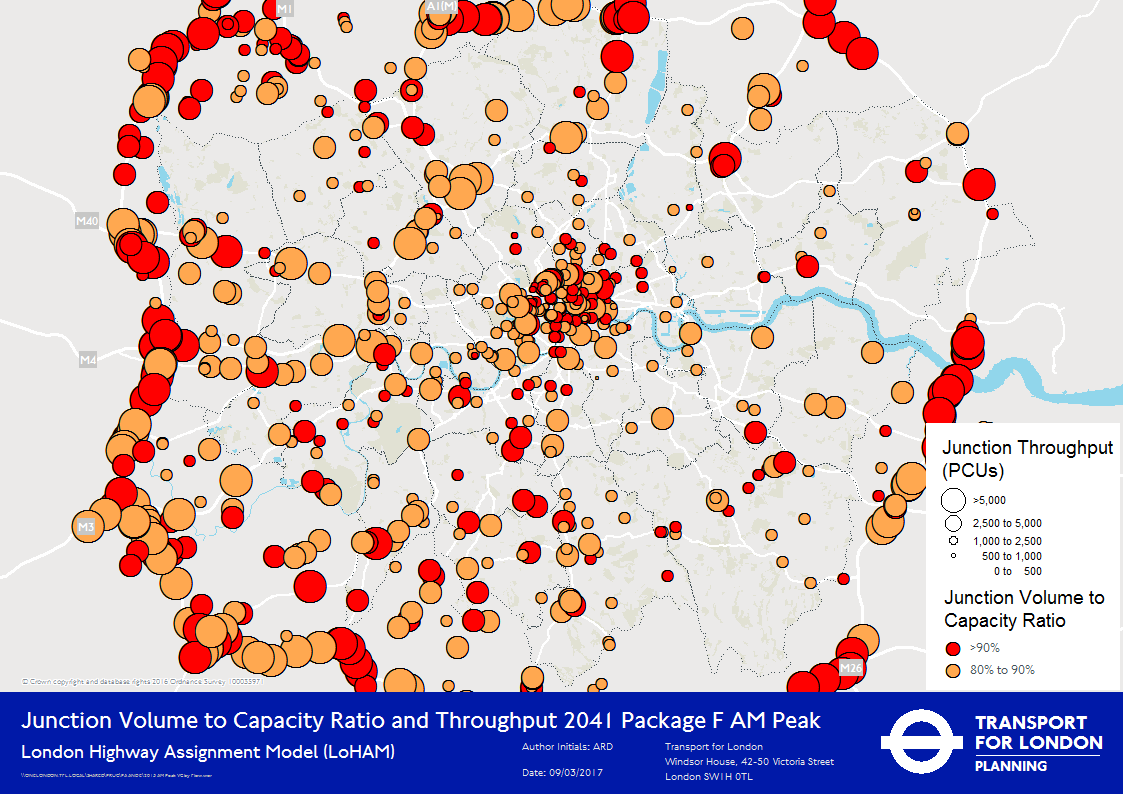 M1
A1(M)
M40
M4
M3
M26
Junction Throughput
(PCUs)
>5,000
2,500 to 5,000
1,000 to 2,500
500 to 1,000
0 to 500
Junction Volume to
Capacity Ratio
>90%
80% to 90%
© Crown copyright and database rights 2016 Ordnance Survey 100035971
Junction Volume to Capacity Ratio and Throughput 2041 Package F AM Peak
London Highway Assignment Model (LoHAM)
Author Initials: ARD
Date: 09/03/2017
Transport for London
Windsor House, 42-50 Victoria Street
London SW1H 0TL
TRANSPORT
FOR LONDON
PLANNING